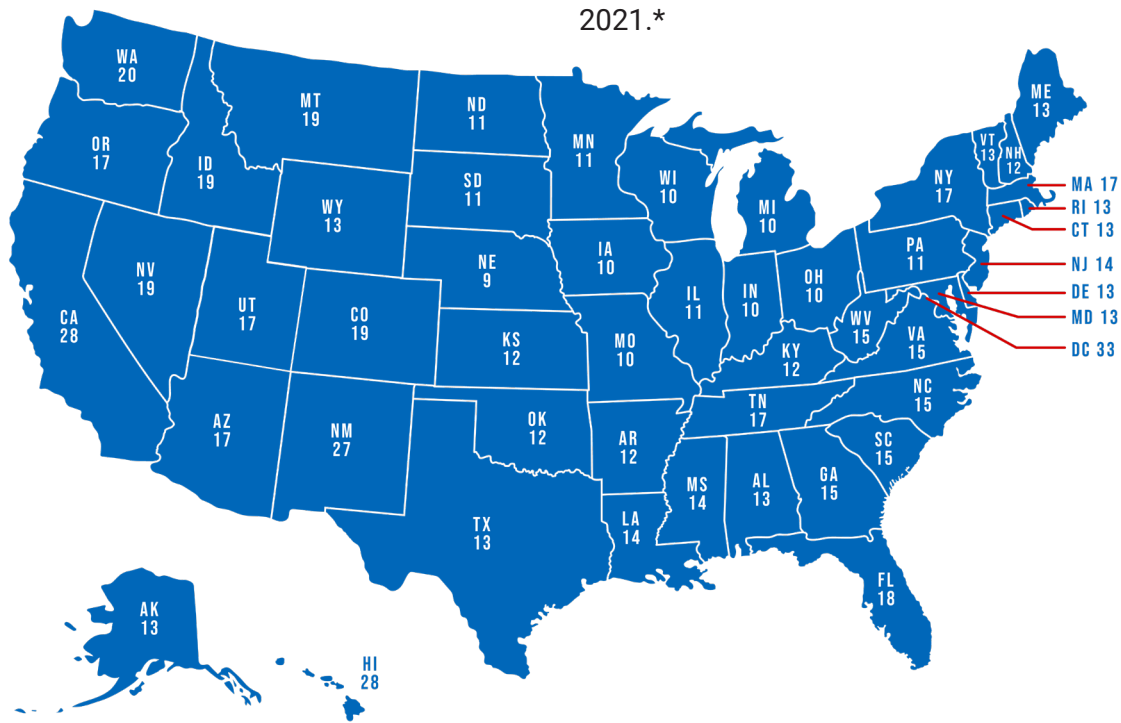 2021.*
WA
20
MT
19
ND
11
MN
11
ME
13
OR
17
ID
19
VT
13
NH
12
SD
11
WI
10
NY
17
MA 17
WY
13
MI
10
RI 13
CT 13
PA
11
NJ 14
NE
9
IA
10
NV
19
OH
10
IL
11
IN
10
DE 13
UT
17
CO
19
CA
28
MD 13
WV
15
VA
15
KS
12
MO
10
DC 33
KY
12
NC
15
AZ
17
NM
27
TN
17
OK
12
AR
12
SC
15
MS
14
AL
13
GA
15
TX
13
LA
14
FL
18
AK
13
HI
28